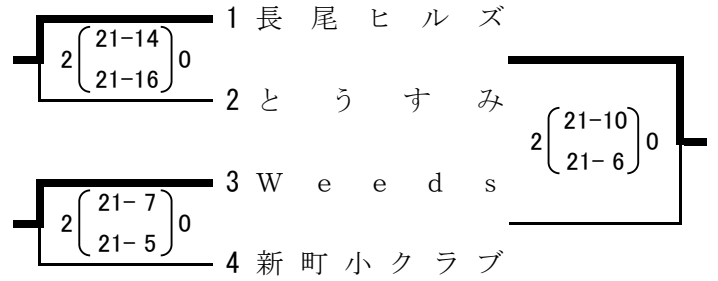 1 長尾ヒルズ
2 ( 21-14 21-16 ) 0
2 とうすみ
2 ( 21-10 21- 6 ) 0
3 Weeds
2 ( 21- 7 21- 5 ) 0
4 新町小クラブ